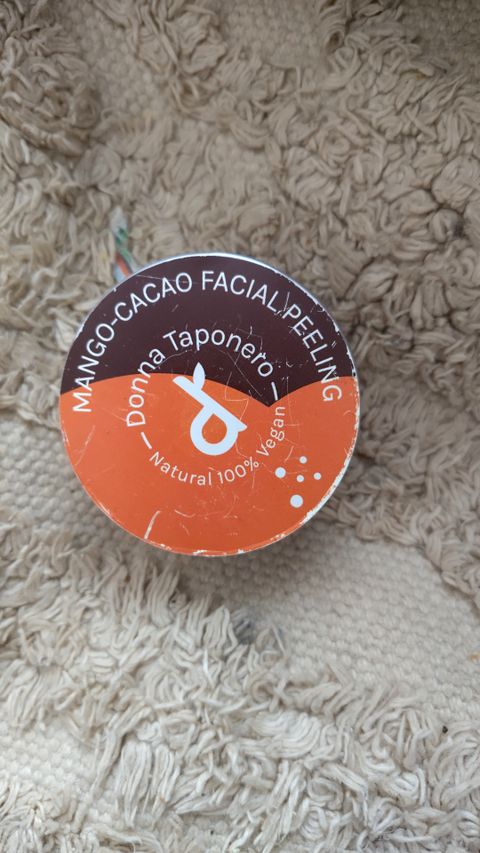 MANGO-CACAO FACIAL PEELING
— Donna Taponero —
Natural 100% Vegan